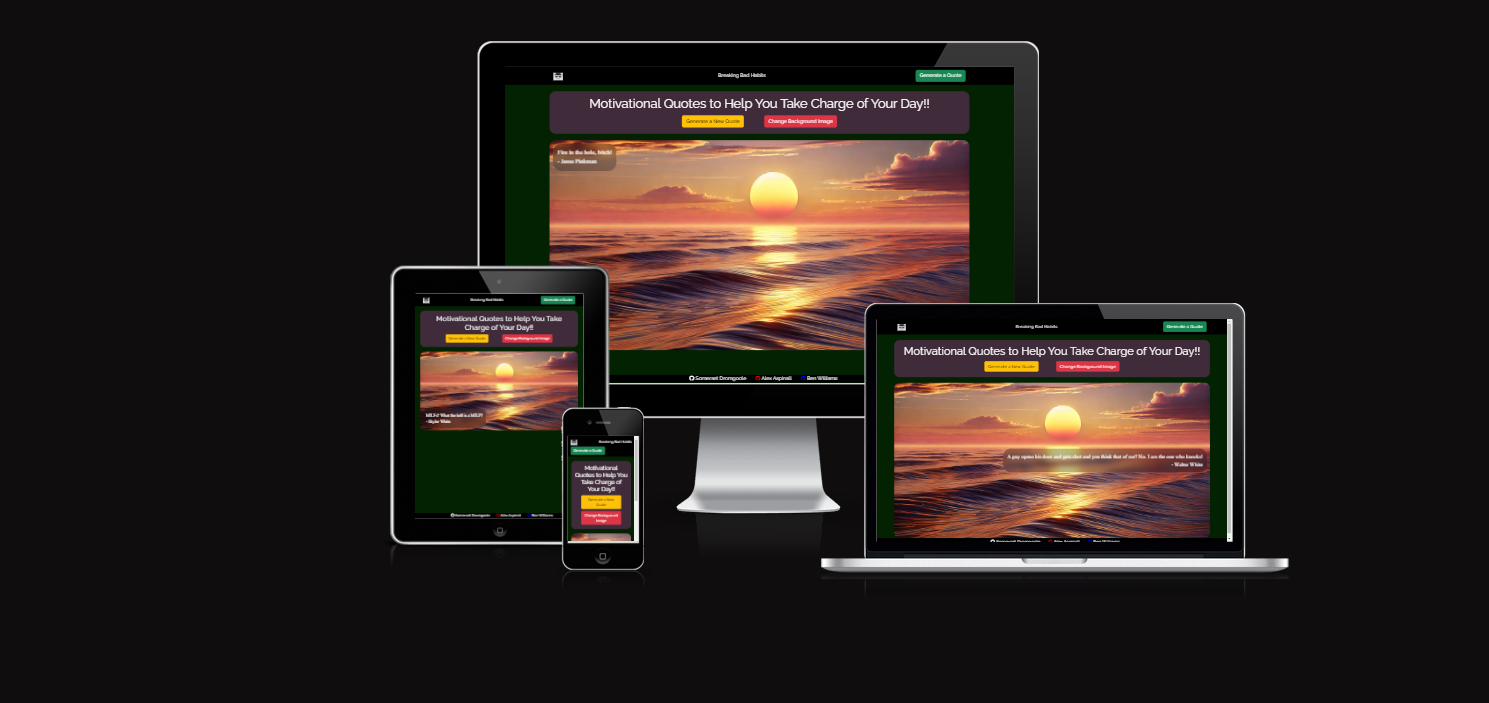 Breaking Bad Habits
Generate a Quote
Motivational Quotes to Help You Take Charge of Your Day!!
Generate a New Quote
Change Background Image
Fire in the hole, bitch!
- Jesse Pinkman
Somerset Dromgoole
Alex Aspinall
Ben Williams
Breaking Bad Habits
Generate a Quote
Motivational Quotes to Help You Take
Charge of Your Day!!
Generate a New Quote
Change Background Image
MILF? What the hell is a MILF?
- Skyler White
Somerset Dromgoole
Alex Aspinall
Ben Williams
Breaking Bad Habits
Generate a Quote
Motivational
Quotes to Help You
Take Charge of
Your Day!!
Generate a New
Quote
Change Background
Image
Breaking Bad Habits
Generate a Quote
Motivational Quotes to Help You Take Charge of Your Day!!
Generate a New Quote
Change Background Image
A guy opens his door and gets shot and you think that of me? No. I am the one who knocks!
- Walter White
Somerset Dromgoole
Alex Aspinall
Ben Williams